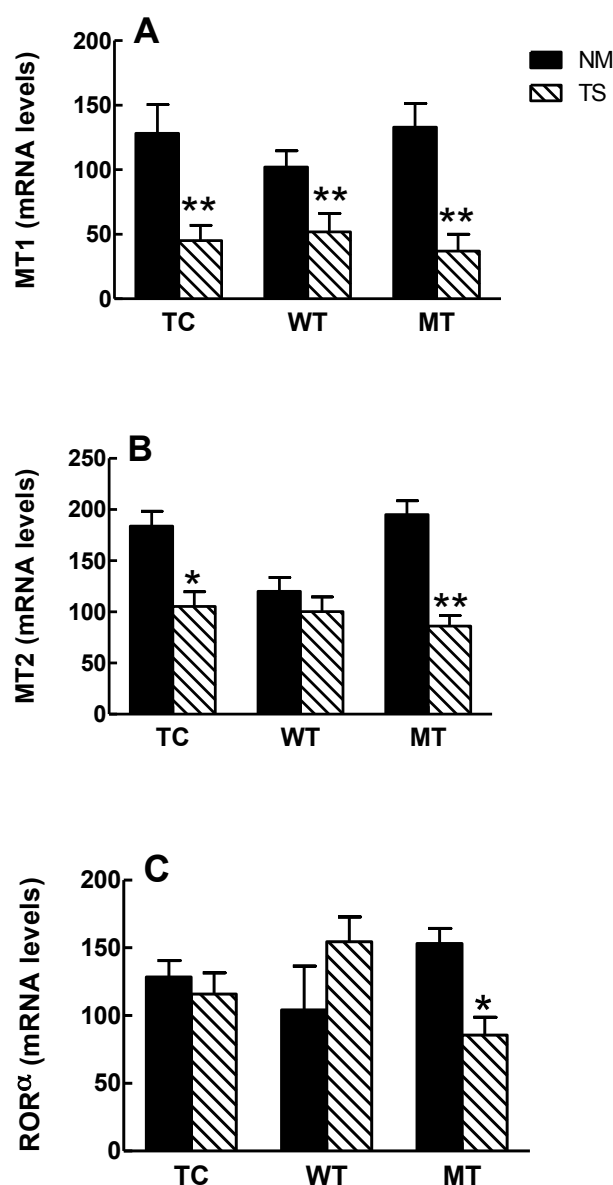 A
NM
TS
MT1 (mRNA levels)
200
150
100
50
0
**
**
**
TC WT MT
B
MT2 (mRNA levels)
250
200
150
100
50
0
*
**
TC WT MT
C
RORα (mRNA levels)
200
150
100
50
0
*
TC WT MT